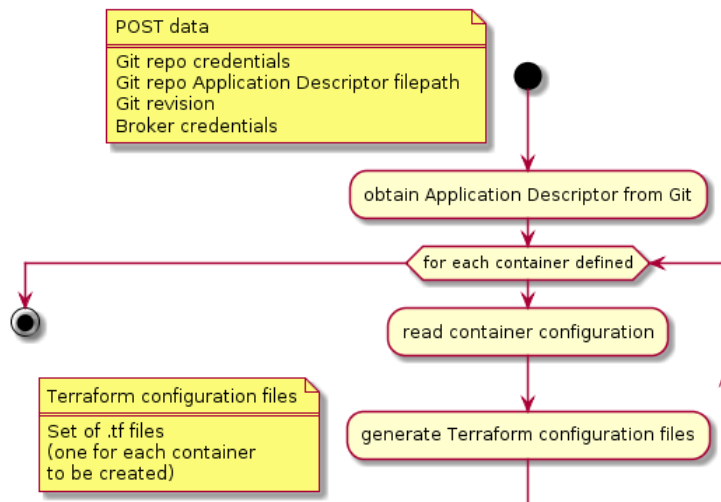 POST data
Git repo credentials
Git repo Application Descriptor filepath
Git revision
Broker credentials
obtain Application Descriptor from Git
for each container defined
read container configuration
Terraform configuration files
Set of .tf files
(one for each container
to be created)
generate Terraform configuration files